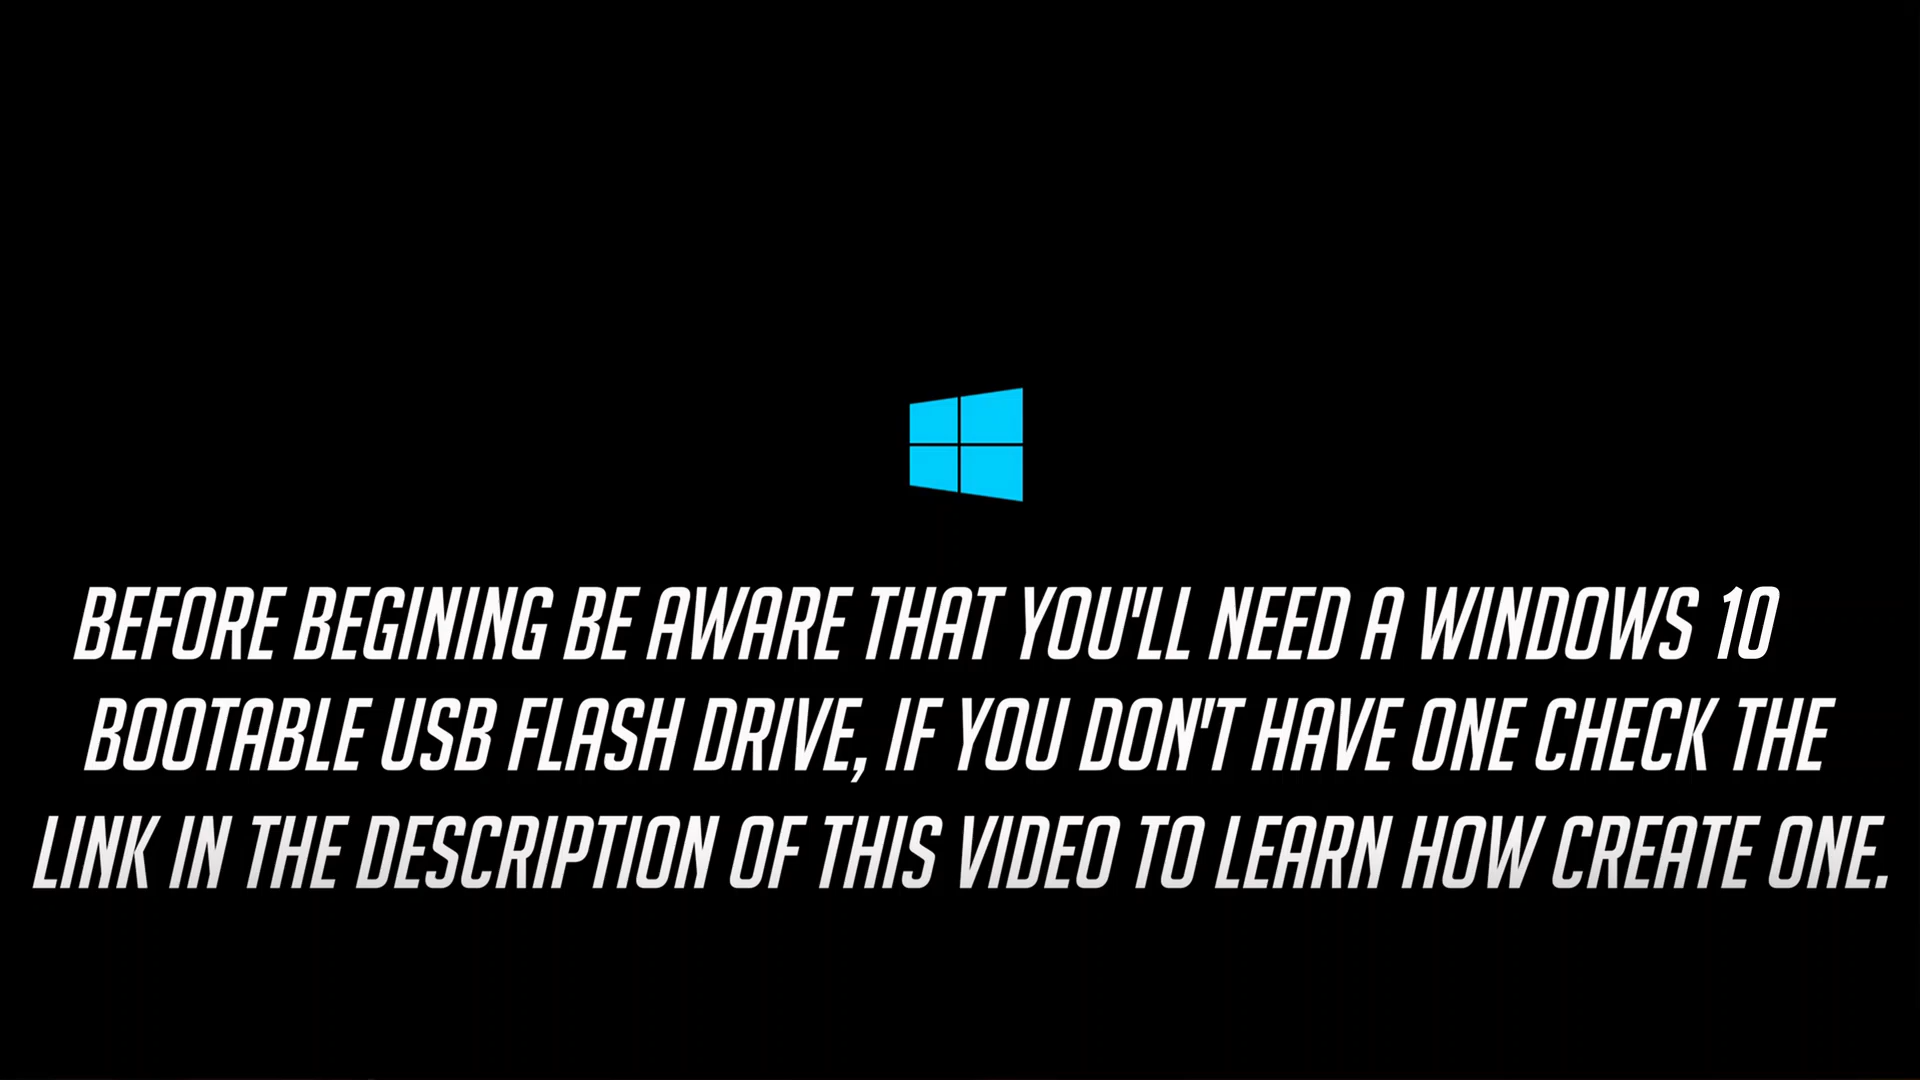 BEFORE BEGINING BE AWARE THAT YOU"LL NEED A WINDOWS 10
BOOTABLE USB FLASH DRIVE, IF YOU DON'T HAVE ONE CHECK THE
LINK IN THE DESCRIPTION OF THIS VIDEO TO LEARN HOW CREATE ONE.